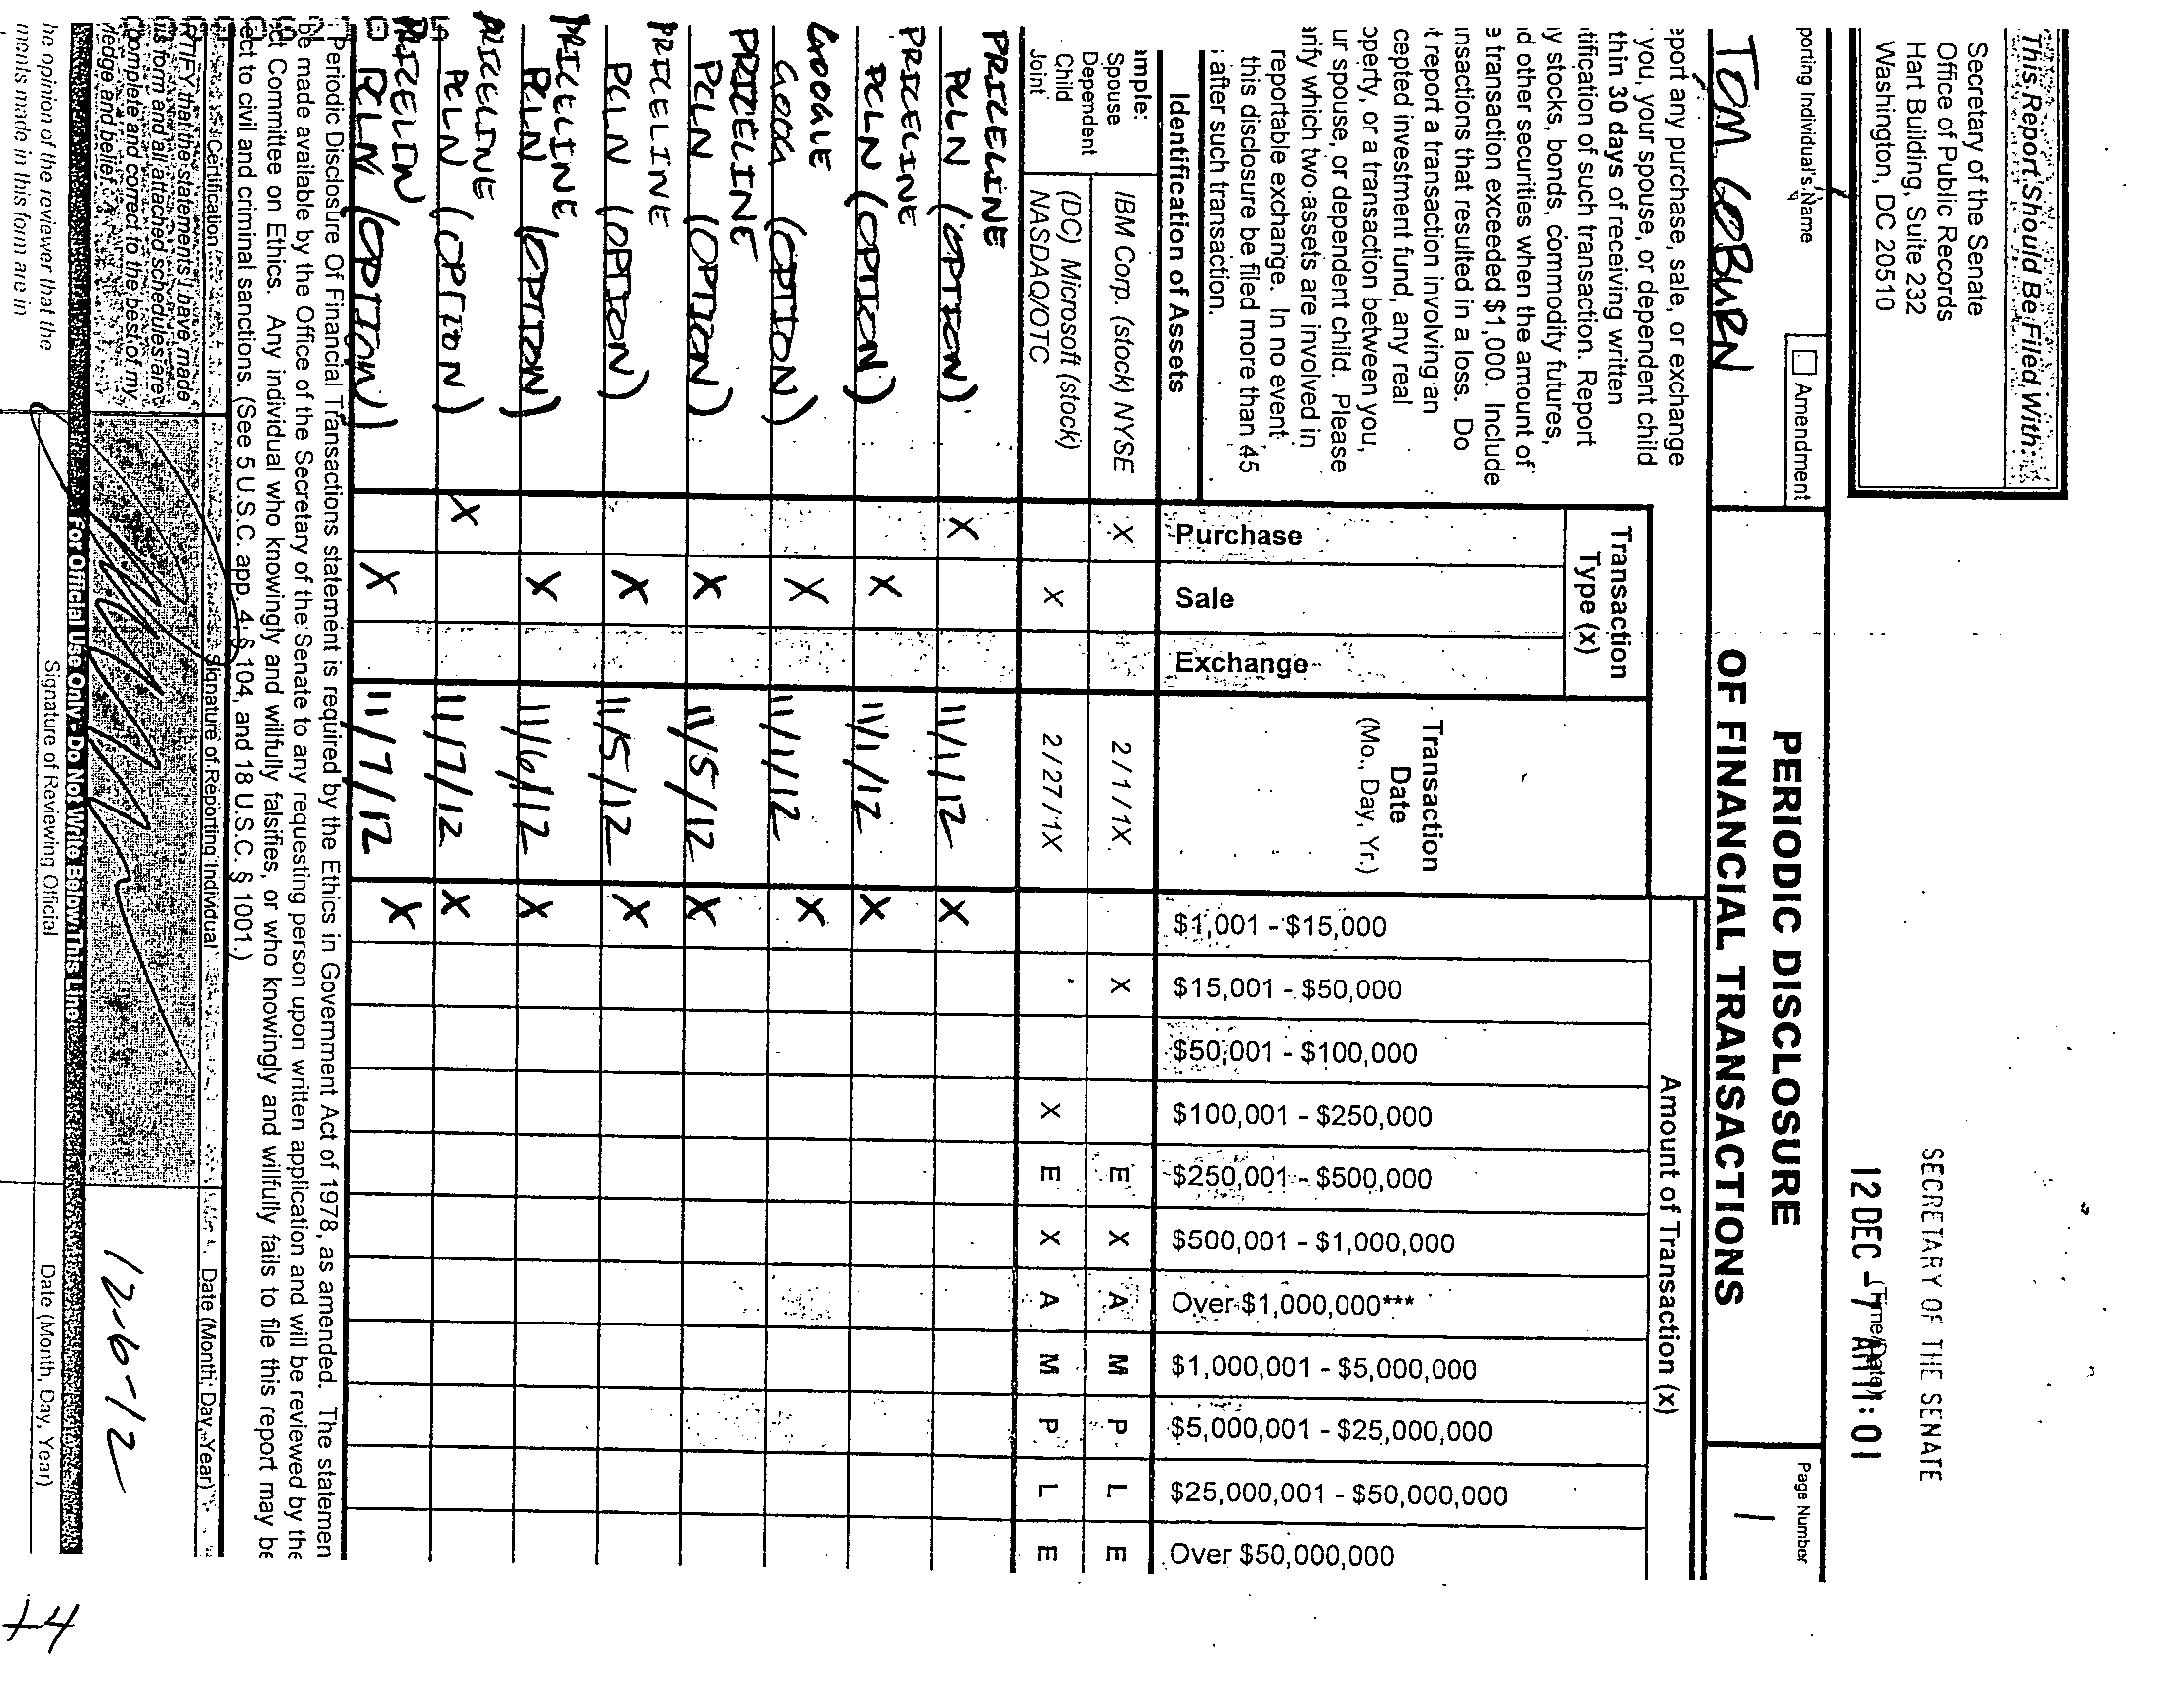 This Report Should Be Filed With:
Secretary of the Senate
Office of Public Records
Hart Building, Suite 232
Washington, DC 20510
SECRETARY OF THE SENATE
12 DEC -7 AM 11:01
porting Individual's Name
Amendment
TOM COBURN
PERIODIC DISCLOSURE
OF FINANCIAL TRANSACTIONS
Page Number
1
eport any purchase, sale, or exchange
you, your spouse, or dependent child
thin 30 days of receiving written
tification of such transaction. Report
ny stocks, bonds, commodity futures,
nd other securities when the amount of
e transaction exceeded $1,000. Include
ansactions that resulted in a loss. Do
t report a transaction involving an
cepted investment fund, any real
operty, or a transaction between you,
ur spouse, or dependent child. Please
arify which two assets are involved in
reportable exchange. In no event
this disclosure be filed more than 45
after such transaction.
Identification of Assets
Transaction
Type (x)
Purchase
Sale
Exchange
Transaction
Date
(Mo., Day, Yr.)
Amount of Transaction (x)
$1,001 - $15,000
$15,001 - $50,000
$50,001 - $100,000
$100,001 - $250,000
$250,001 - $500,000
$500,001 - $1,000,000
Over $1,000,000***
$1,000,001 - $5,000,000
$5,000,001 - $25,000,000
$25,000,001 - $50,000,000
Over $50,000,000
ample:
Spouse
Dependent
Child
Joint
IBM Corp. (stock) NYSE X 2/1/1X X E X A M P L E
(DC) Microsoft (stock)
NASDAQ/OTC X 2/27/1X X E X A M P L E
PRICELINE
PCLN (OPTION) X 11/1/12 X
PRICELINE
PCLN (OPTION) X 11/1/12 X
GOOGLE
GOOG (OPTION) X 11/1/12 X
PRICELINE
PCLN (OPTION) X 11/5/12 X
PRICELINE
PCLN (OPTION) X 11/5/12 X
PRICELINE
PCLN (OPTION) X 11/6/12 X
PRICELINE
PCLN (OPTION) X 11/7/12 X
PRICELIN
PCLN (OPTION) X 11/7/12 X
Periodic Disclosure Of Financial Transactions statement is required by the Ethics in Government Act of 1978, as amended. The statemen
be made available by the Office of the Secretary of the Senate to any requesting person upon written application and will be reviewed by the
ct Committee on Ethics. Any individual who knowingly and willfully falsifies, or who knowingly and willfully fails to file this report may be
ect to civil and criminal sanctions. (See 5 U.S.C. app. 4, § 104, and 18 U.S.C. § 1001.)
Certification
Signature of Reporting Individual
Date (Month, Day, Year)
RTIFY that the statements I have made
is form and all attached schedules are
complete and correct to the best of my
ledge and belief.
12-6-12
For Official Use Only - Do Not Write Below This Line
he opinion of the reviewer that the
ments made in this form are in
Signature of Reviewing Official
Date (Month, Day, Year)